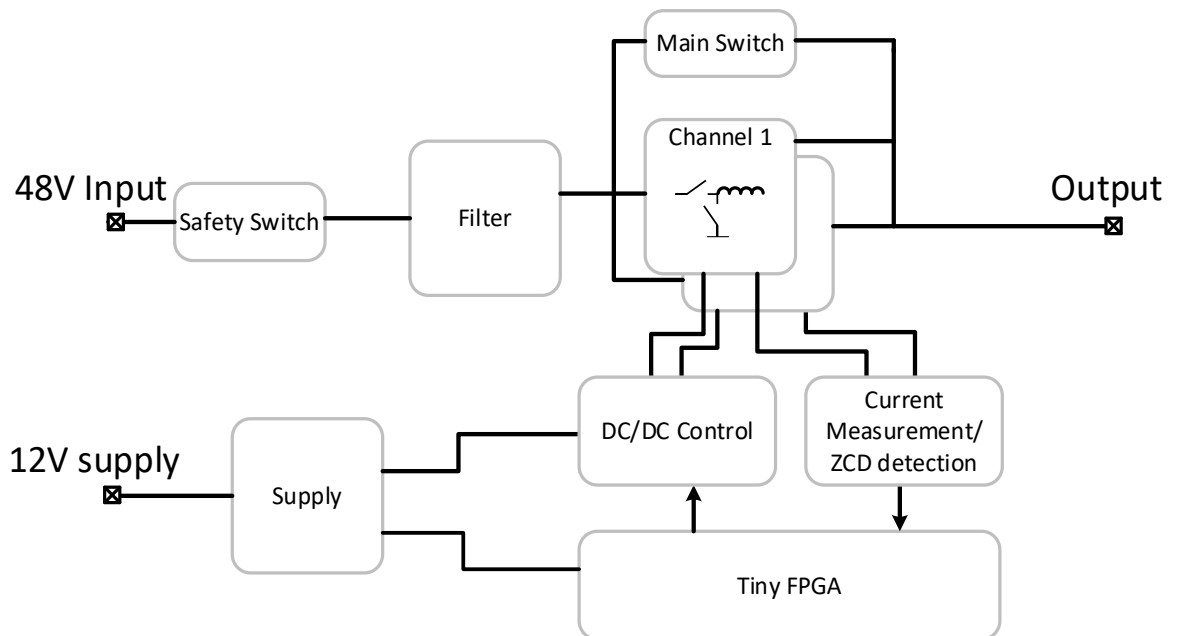 Main Switch
Channel 1
48V Input
Safety Switch
Filter
Output
12V supply
Supply
DC/DC Control
Current
Measurement/
ZCD detection
Tiny FPGA